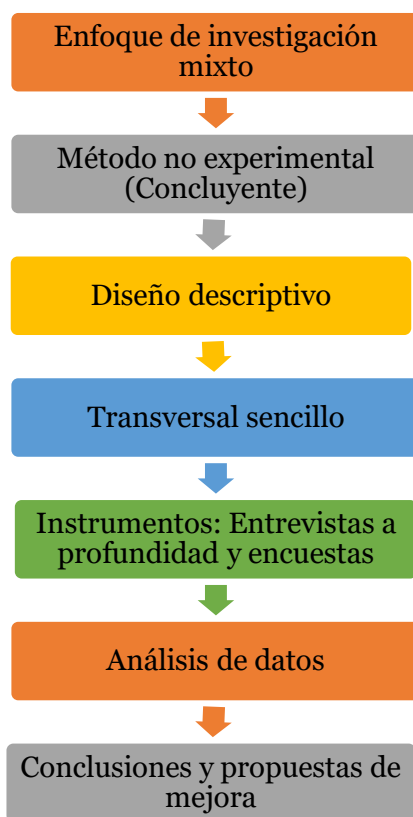 Enfoque de investigación
mixto
Método no experimental
(Concluyente)
Diseño descriptivo
Transversal sencillo
Instrumentos: Entrevistas a
profundidad y encuestas
Análisis de datos
Conclusiones y propuestas de
mejora